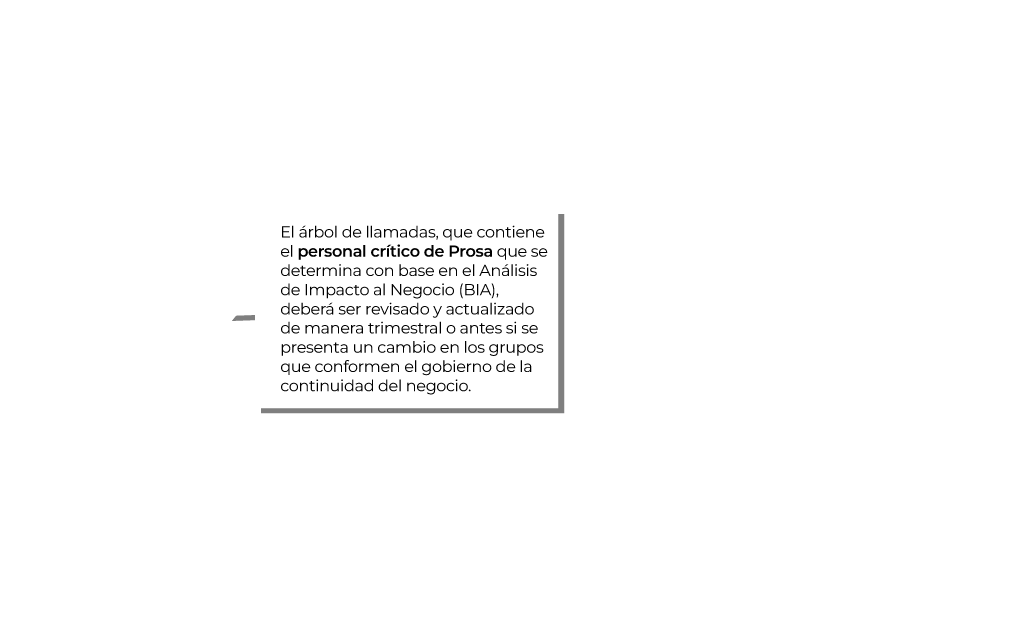 El árbol de llamadas, que contiene
el personal crítico de Prosa que se
determina con base en el Análisis
de Impacto al Negocio (BIA),
deberá ser revisado y actualizado
de manera trimestral o antes si se
presenta un cambio en los grupos
que conformen el gobierno de la
continuidad del negocio.